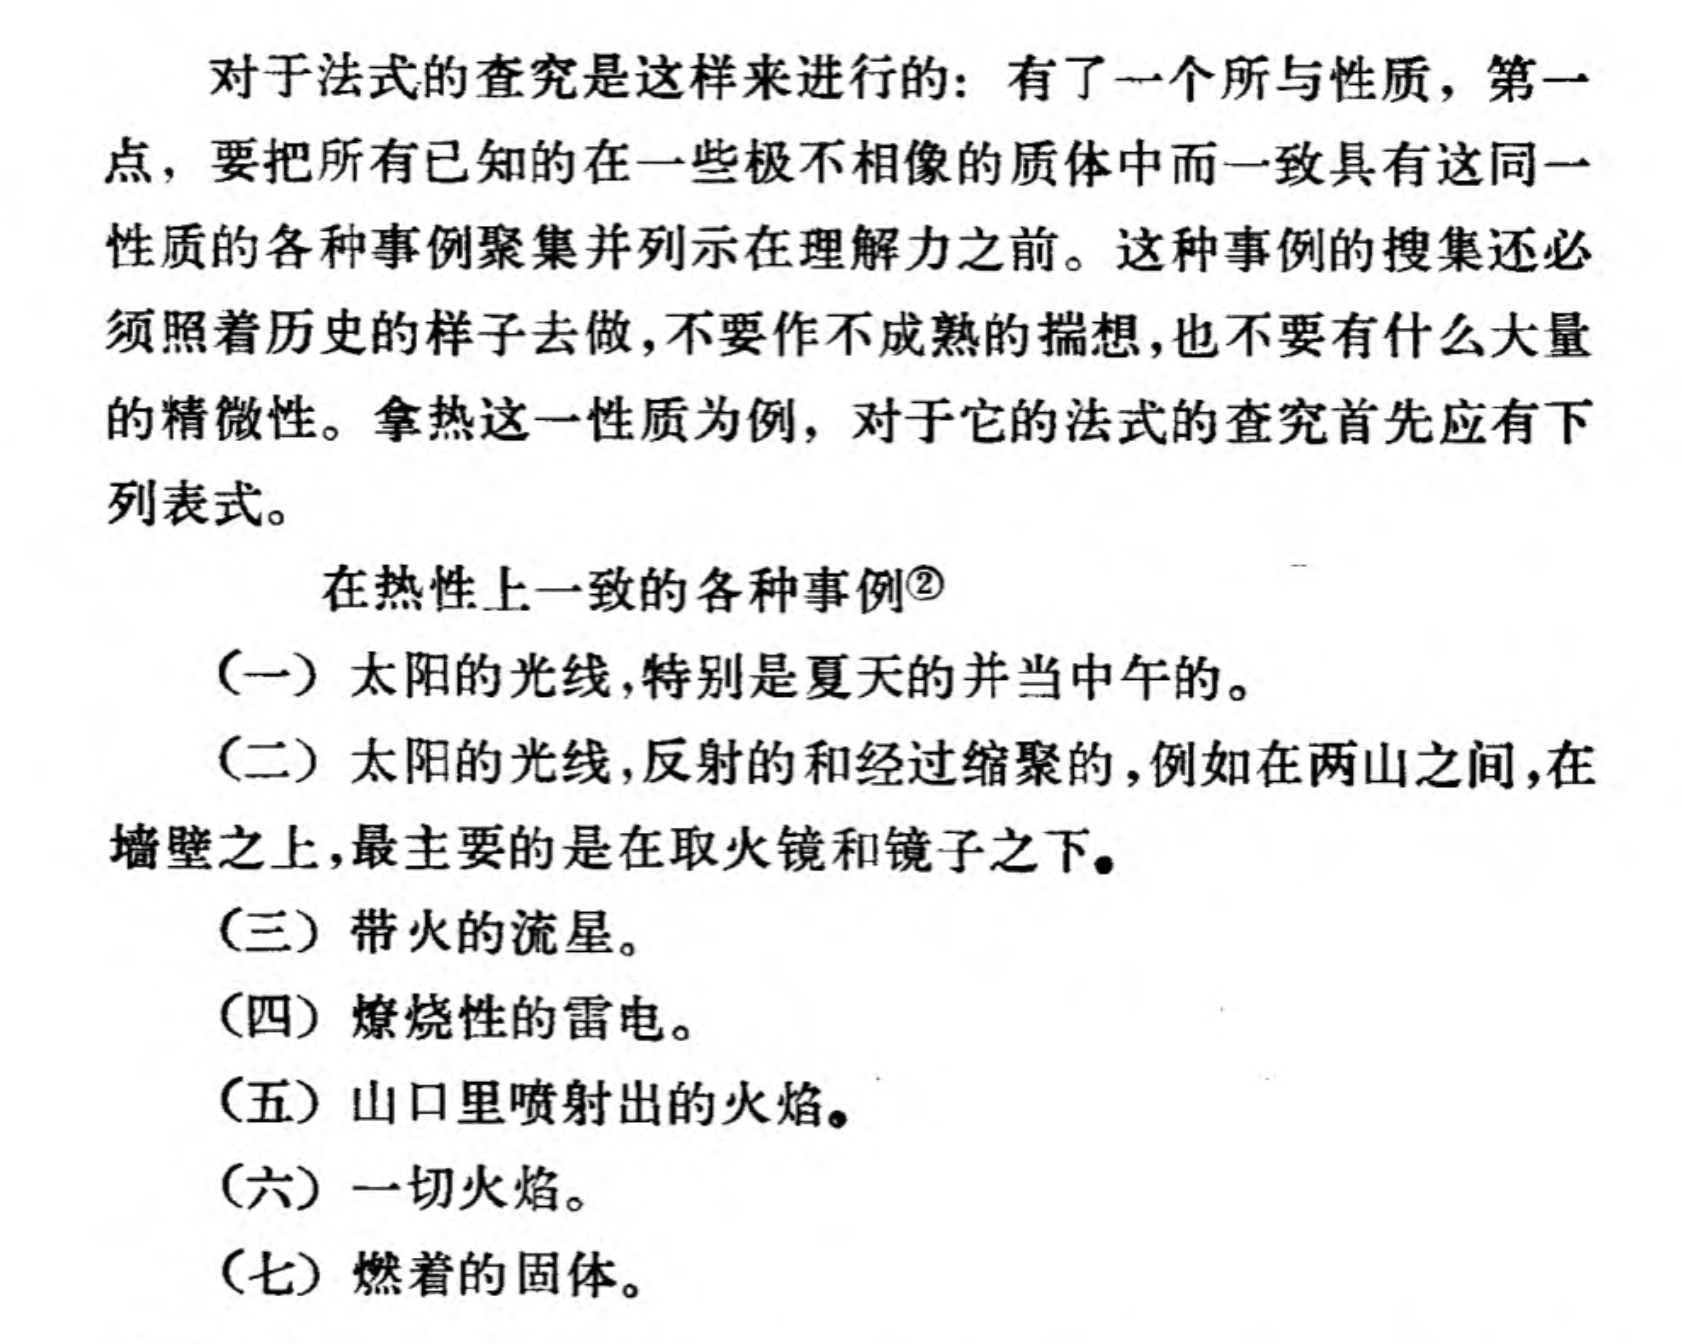 对于法式的查究是这样来进行的：有了一个所与性质，第一
点，要把所有已知的在一些极不相像的质体中而一致具有这同一
性质的各种事例聚集并列示在理解力之前。这种事例的搜集还必
须照着历史的样子去做，不要作不成熟的揣想，也不要有什么大量
的精微性。拿热这一性质为例，对于它的法式的查究首先应有下
列表式。
在热性上一致的各种事例②
（一）太阳的光线，特别是夏天的并当中午的。
（二）太阳的光线，反射的和经过缩聚的，例如在两山之间，在
墙壁之上，最主要的是在取火镜和镜子之下。
（三）带火的流星。
（四）燎烧性的雷电。
（五）山口里喷射出的火焰。
（六）一切火焰。
（七）燃着的固体。